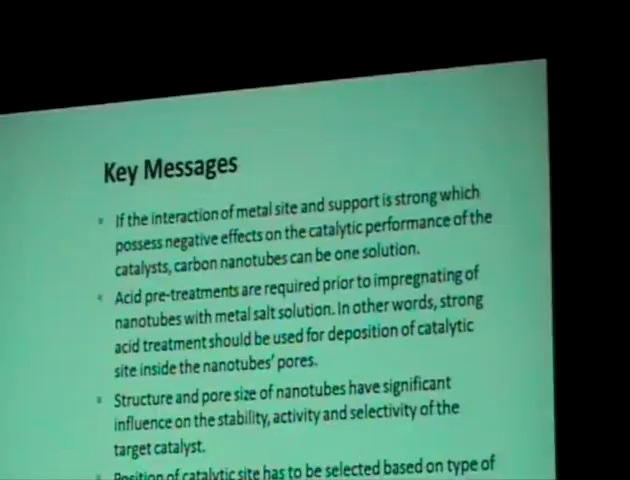 Key Messages
If the interaction of metal site and support is strong which
possess negative effects on the catalytic performance of the
catalysts, carbon nanotubes can be one solution.
Acid pre-treatments are required prior to impregnating of
nanotubes with metal salt solution. In other words, strong
acid treatment should be used for deposition of catalytic
site inside the nanotubes' pores.
Structure and pore size of nanotubes have significant
influence on the stability, activity and selectivity of the
target catalyst.
Position of catalytic site has to be selected based on type of